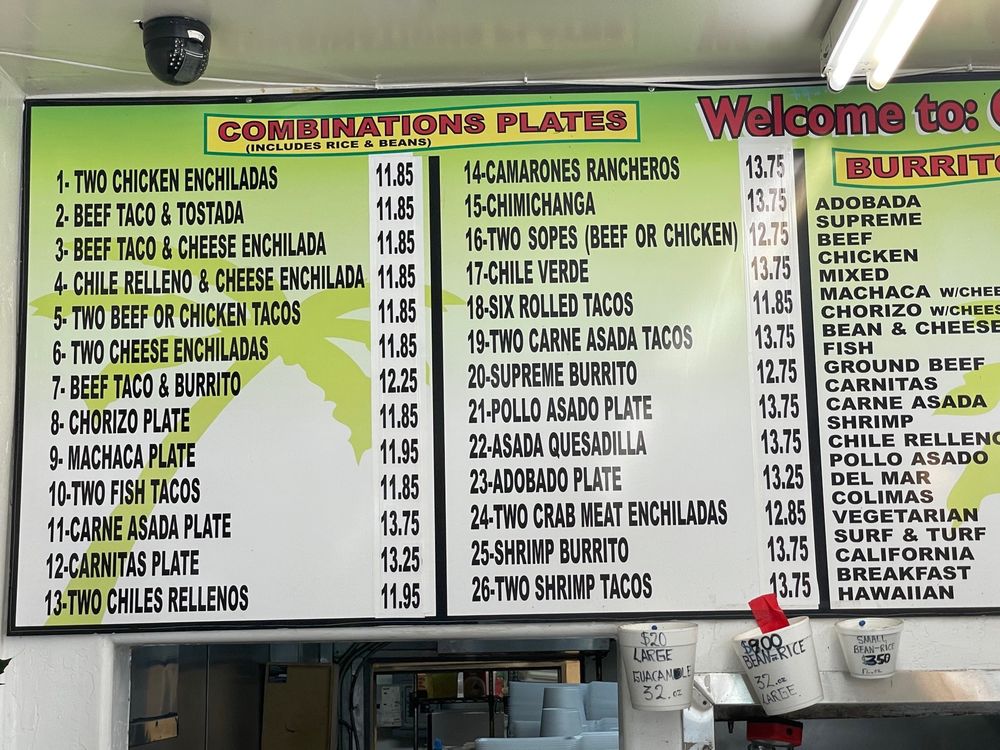 COMBINATIONS PLATES
(INCLUDES RICE & BEANS)
1- TWO CHICKEN ENCHILADAS 11.85
2- BEEF TACO & TOSTADA 11.85
3- BEEF TACO & CHEESE ENCHILADA 11.85
4- CHILE RELLENO & CHEESE ENCHILADA 11.85
5- TWO BEEF OR CHICKEN TACOS 11.85
6- TWO CHEESE ENCHILADAS 11.85
7- BEEF TACO & BURRITO 12.25
8- CHORIZO PLATE 11.85
9- MACHACA PLATE 11.95
10-TWO FISH TACOS 11.85
11-CARNE ASADA PLATE 13.75
12-CARNITAS PLATE 13.25
13-TWO CHILES RELLENOS 11.95
14-CAMARONES RANCHEROS 13.75
15-CHIMICHANGA 13.75
16-TWO SOPES (BEEF OR CHICKEN) 12.75
17-CHILE VERDE 13.75
18-SIX ROLLED TACOS 11.85
19-TWO CARNE ASADA TACOS 13.75
20-SUPREME BURRITO 12.75
21-POLLO ASADO PLATE 13.75
22-ASADA QUESADILLA 13.75
23-ADOBADO PLATE 13.25
24-TWO CRAB MEAT ENCHILADAS 12.85
25-SHRIMP BURRITO 13.75
26-TWO SHRIMP TACOS 13.75
Welcome to:
BURRITO
ADOBADA
SUPREME
BEEF
CHICKEN
MIXED
MACHACA W/CHEE
CHORIZO W/CHEES
BEAN & CHEESE
FISH
GROUND BEEF
CARNITAS
CARNE ASADA
SHRIMP
CHILE RELLENO
POLLO ASADO
DEL MAR
COLIMAS
VEGETARIAN
SURF & TURF
CALIFORNIA
BREAKFAST
HAWAIIAN
$20
LARGE
GUACAMOLE
32.oz
BEAN-RICE
32.oz
LARGE.
SMALL
BEAN-RICE
$350